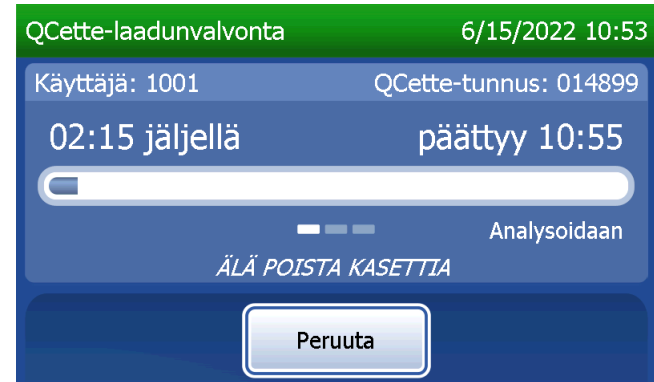 QCette-laadunvalvonta 6/15/2022 10:53
Käyttäjä: 1001 QCette-tunnus: 014899
02:15 jäljellä päättyy 10:55
Analysoidaan
ÄLÄ POISTA KASETTIA
Peruuta